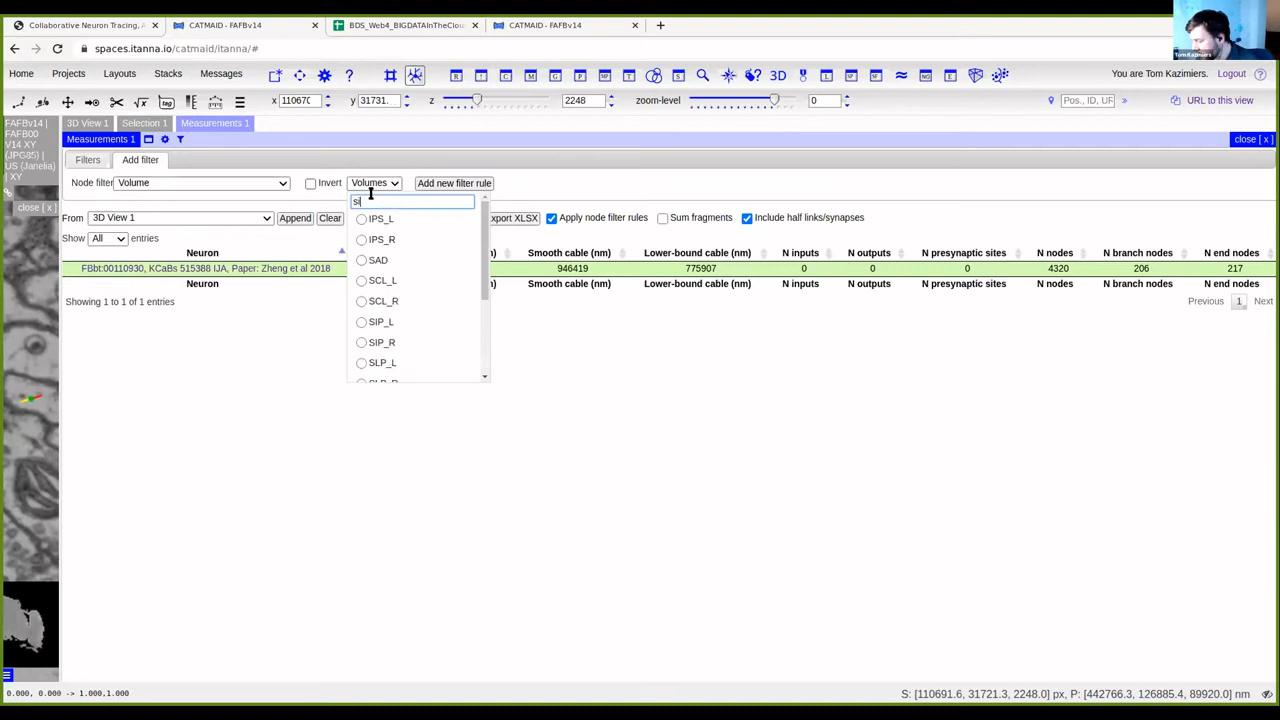 Collaborative Neuron Tracing, A
CATMAID - FAFBv14
BDS_Web4_BIGDATAInTheClou
CATMAID - FAFBv14
spaces.itanna.io/catmaid/itanna/#
Tom Kazimiers
Home Projects Layouts Stacks Messages
3D
You are Tom Kazimiers. Logout
x 11067( y 31731. z 2248 zoom-level 0 Pos., ID, UF URL to this view
FAFBv14 |
FAFB00
V14 XY
(JPG85) |
US (Janelia)
| XY
close [ x ]
3D View 1 Selection 1 Measurements 1
Measurements 1 close [ x ]
Filters Add filter
Node filter Volume Invert Volumes Add new filter rule
si
IPS_L
IPS_R
SAD
SCL_L
SCL_R
SIP_L
SIP_R
SLP_L
From 3D View 1 Append Clear xport XLSX Apply node filter rules Sum fragments Include half links/synapses
Show All entries
Neuron Smooth cable (nm) Lower-bound cable (nm) N inputs N outputs N presynaptic sites N nodes N branch nodes N end nodes
FBbt:00110930, KCaBs 515388 IJA, Paper: Zheng et al 2018 946419 775907 0 0 0 4320 206 217
Neuron m) Smooth cable (nm) Lower-bound cable (nm) N inputs N outputs N presynaptic sites N nodes N branch nodes N end nodes
Showing 1 to 1 of 1 entries Previous 1 Next
0.000, 0.000 -> 1.000,1.000 S: [110691.6, 31721.3, 2248.0] px, P: [442766.3, 126885.4, 89920.0] nm